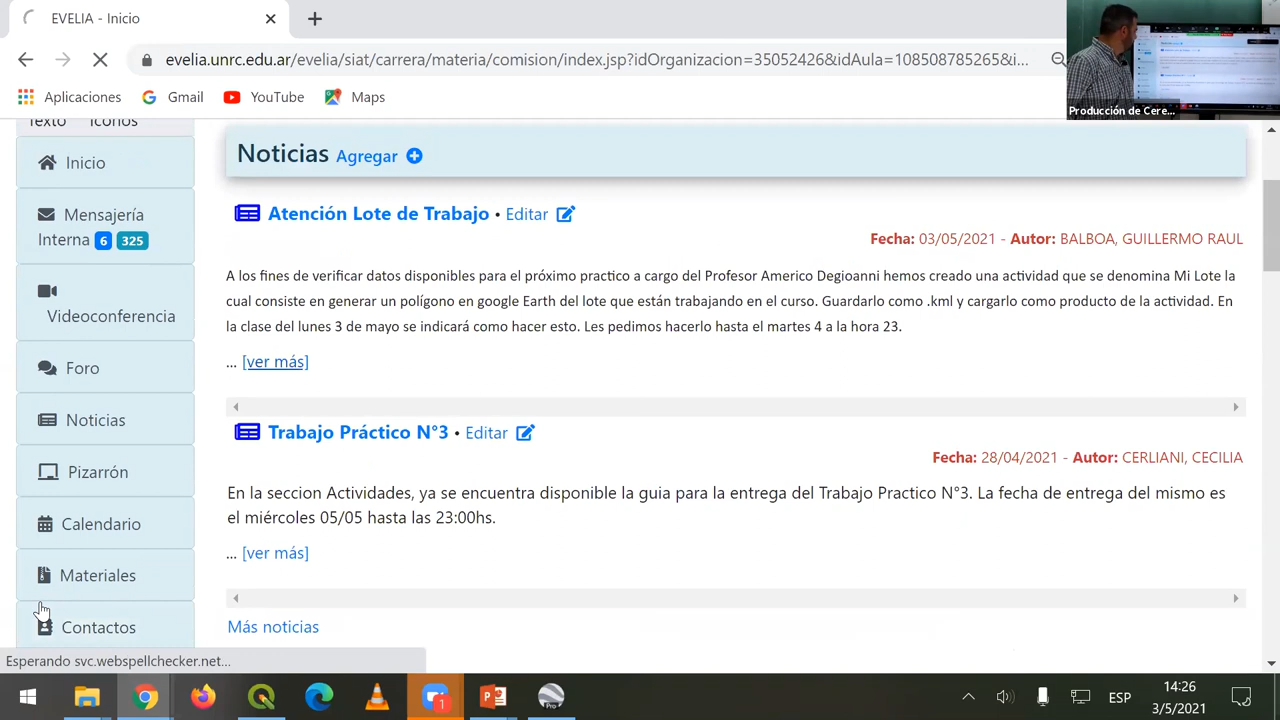 EVELIA - Inicio
evelia.unrc.edu.ar/evelia/siat/carrera/materia/comision/index.jsp?idOrganizacion=35052426&idAula=108508785265&i...
Aplicaciones
Gmail
YouTube
Maps
Producción de Cere...
Texto Iconos
Inicio
Mensajería
Interna 6 325
Videoconferencia
Foro
Noticias
Pizarrón
Calendario
Materiales
Contactos
Noticias Agregar
Atención Lote de Trabajo • Editar
Fecha: 03/05/2021 - Autor: BALBOA, GUILLERMO RAUL
A los fines de verificar datos disponibles para el próximo practico a cargo del Profesor Americo Degioanni hemos creado una actividad que se denomina Mi Lote la
cual consiste en generar un polígono en google Earth del lote que están trabajando en el curso. Guardarlo como .kml y cargarlo como producto de la actividad. En
la clase del lunes 3 de mayo se indicará como hacer esto. Les pedimos hacerlo hasta el martes 4 a la hora 23.
... [ver más]
Trabajo Práctico N°3 • Editar
Fecha: 28/04/2021 - Autor: CERLIANI, CECILIA
En la seccion Actividades, ya se encuentra disponible la guia para la entrega del Trabajo Practico N°3. La fecha de entrega del mismo es
el miércoles 05/05 hasta las 23:00hs.
... [ver más]
Más noticias
Esperando svc.webspellchecker.net...
1
Pro
ESP
14:26
3/5/2021